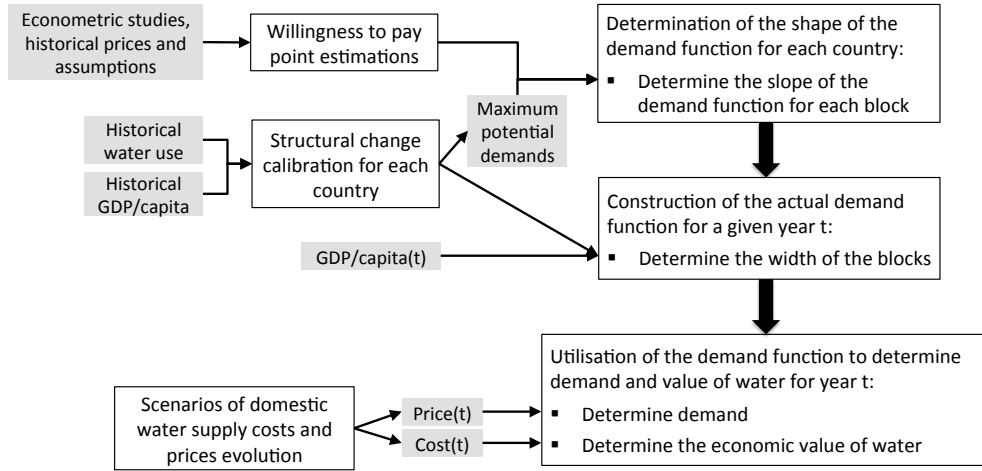 Econometric studies,
historical prices and
assumptions
Willingness to pay
point estimations
Determination of the shape of the
demand function for each country:
▪ Determine the slope of the
demand function for each block
Maximum
potential
demands
Historical
water use
Historical
GDP/capita
Structural change
calibration for each
country
Construction of the actual demand
function for a given year t:
▪ Determine the width of the blocks
GDP/capita(t)
Utilisation of the demand function to determine
demand and value of water for year t:
▪ Determine demand
▪ Determine the economic value of water
Scenarios of domestic
water supply costs and
prices evolution
Price(t)
Cost(t)